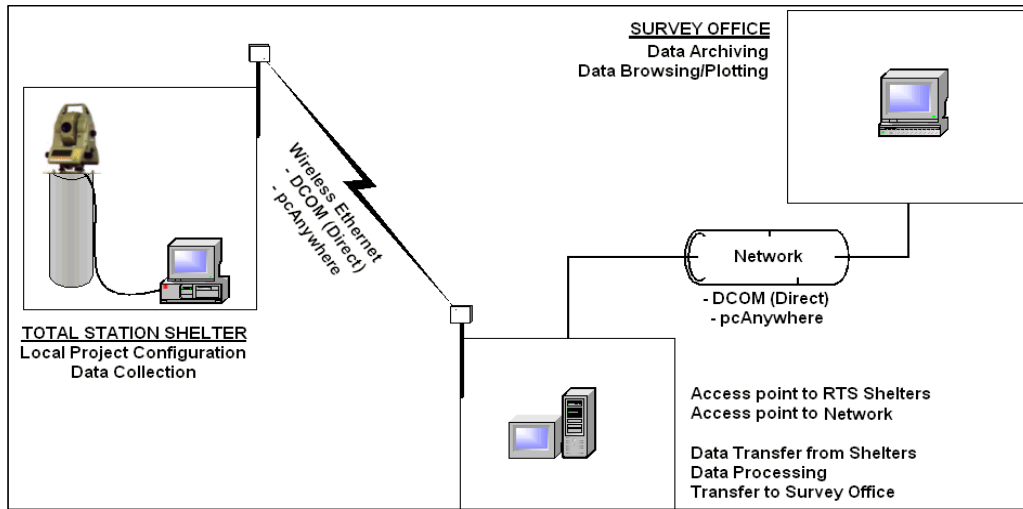 SURVEY OFFICE
Data Archiving
Data Browsing/Plotting
Wireless Ethernet
- DCOM (Direct)
- pcAnywhere
Network
- DCOM (Direct)
- pcAnywhere
TOTAL STATION SHELTER
Local Project Configuration
Data Collection
Access point to RTS Shelters
Access point to Network
Data Transfer from Shelters
Data Processing
Transfer to Survey Office